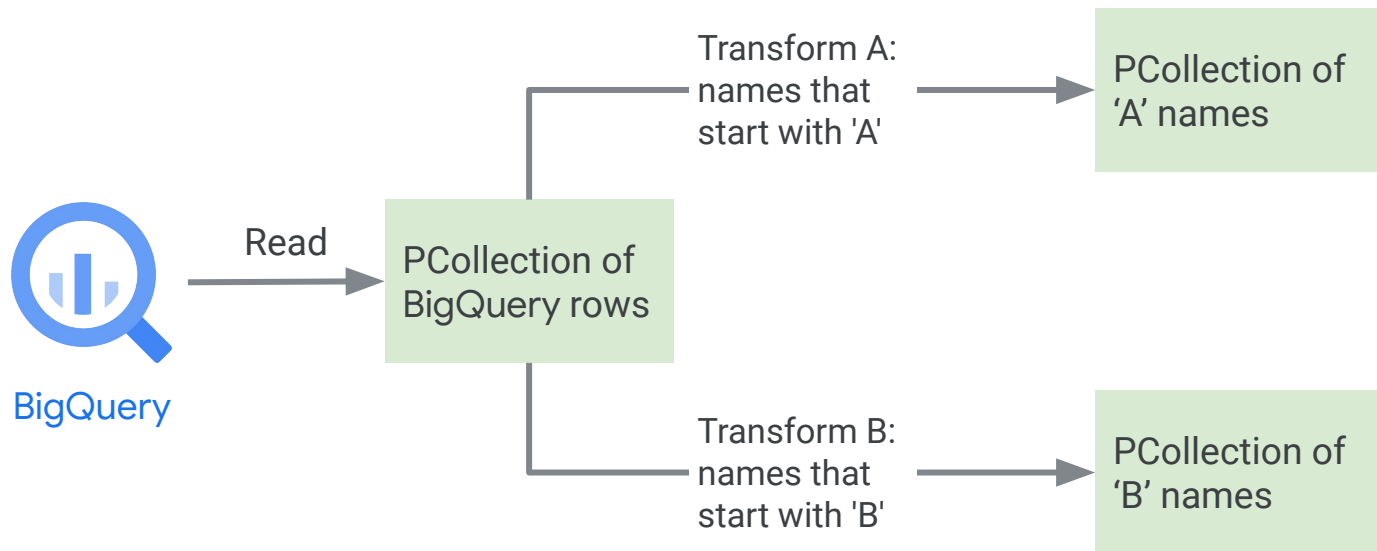 Transform A:
names that
start with 'A'
PCollection of
‘A’ names
Read
PCollection of
BigQuery rows
BigQuery
Transform B:
names that
start with 'B'
PCollection of
‘B’ names